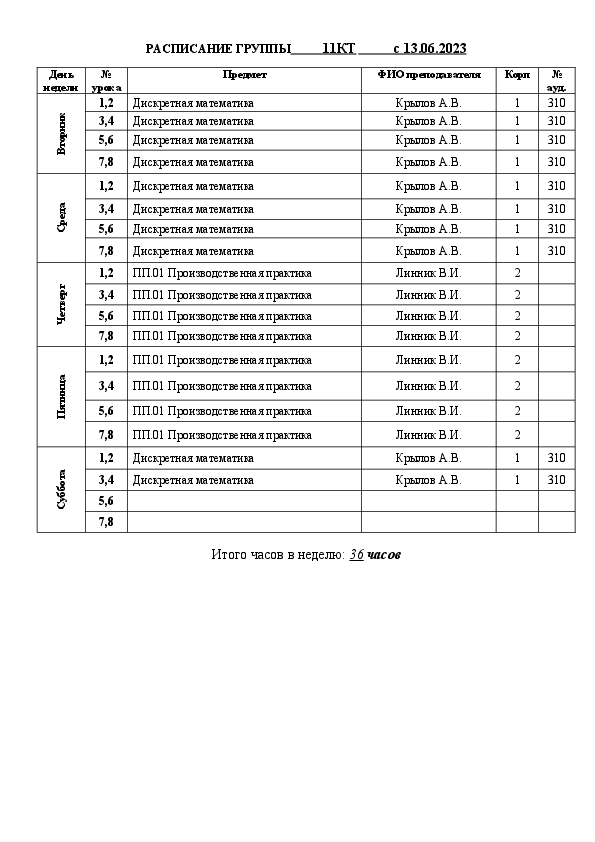 РАСПИСАНИЕ ГРУППЫ 11КТ с 13.06.2023
День недели № урока Предмет ФИО преподавателя Корп № ауд.
Вторник
1,2 Дискретная математика Крылов А.В. 1 310
3,4 Дискретная математика Крылов А.В. 1 310
5,6 Дискретная математика Крылов А.В. 1 310
7,8 Дискретная математика Крылов А.В. 1 310
Среда
1,2 Дискретная математика Крылов А.В. 1 310
3,4 Дискретная математика Крылов А.В. 1 310
5,6 Дискретная математика Крылов А.В. 1 310
7,8 Дискретная математика Крылов А.В. 1 310
Четверг
1,2 ПП.01 Производственная практика Линник В.И. 2
3,4 ПП.01 Производственная практика Линник В.И. 2
5,6 ПП.01 Производственная практика Линник В.И. 2
7,8 ПП.01 Производственная практика Линник В.И. 2
Пятница
1,2 ПП.01 Производственная практика Линник В.И. 2
3,4 ПП.01 Производственная практика Линник В.И. 2
5,6 ПП.01 Производственная практика Линник В.И. 2
7,8 ПП.01 Производственная практика Линник В.И. 2
Суббота
1,2 Дискретная математика Крылов А.В. 1 310
3,4 Дискретная математика Крылов А.В. 1 310
5,6
7,8
Итого часов в неделю: 36 часов